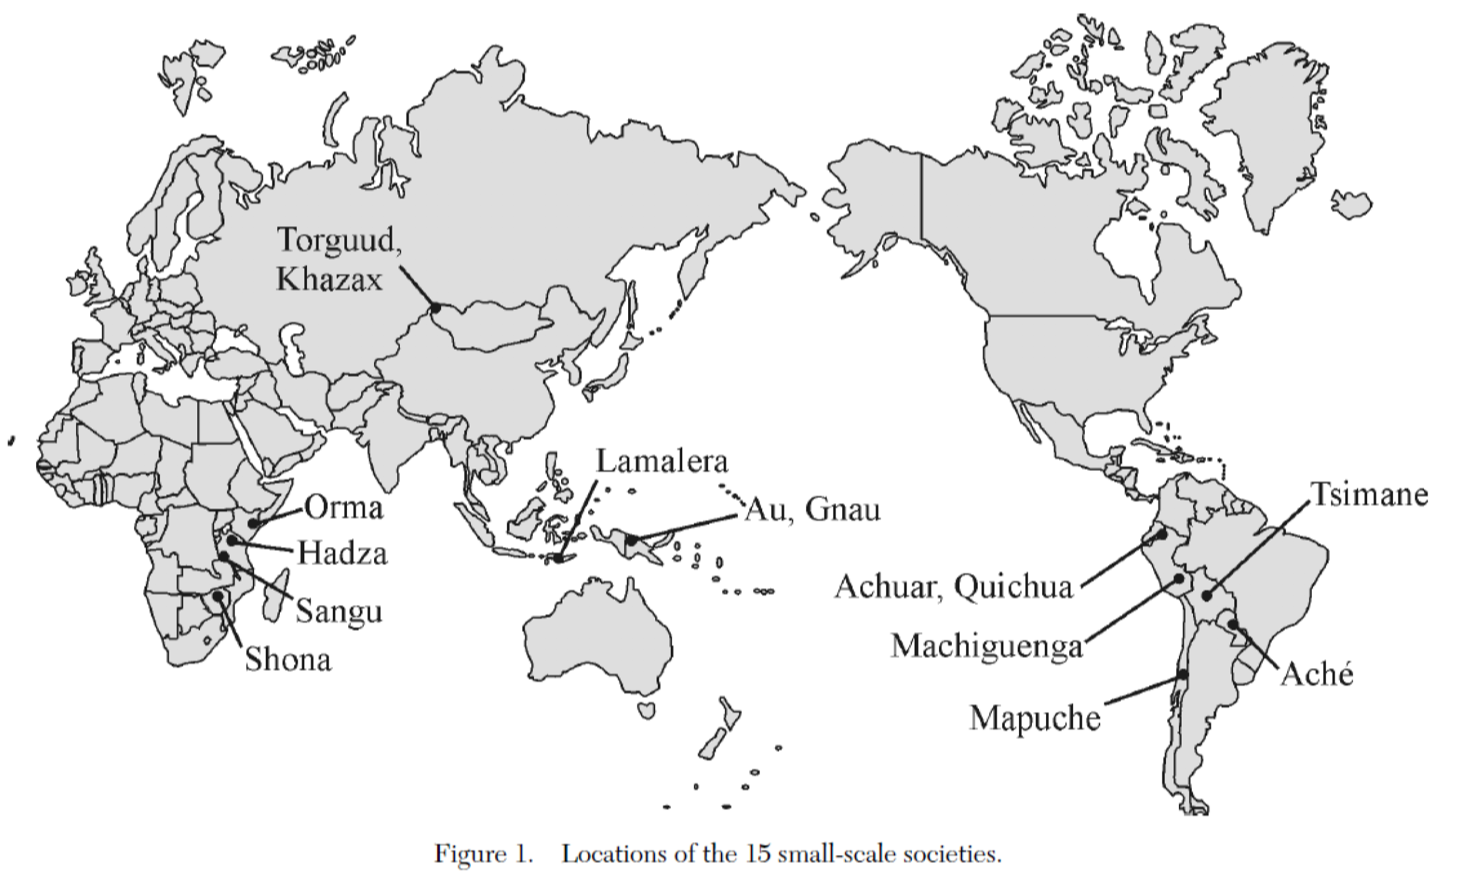 Torguud,
Khazax
Lamalera
Au, Gnau
Orma
Hadza
Sangu
Shona
Tsimane
Achuar, Quichua
Machiguenga
Aché
Mapuche
Figure 1. Locations of the 15 small-scale societies.